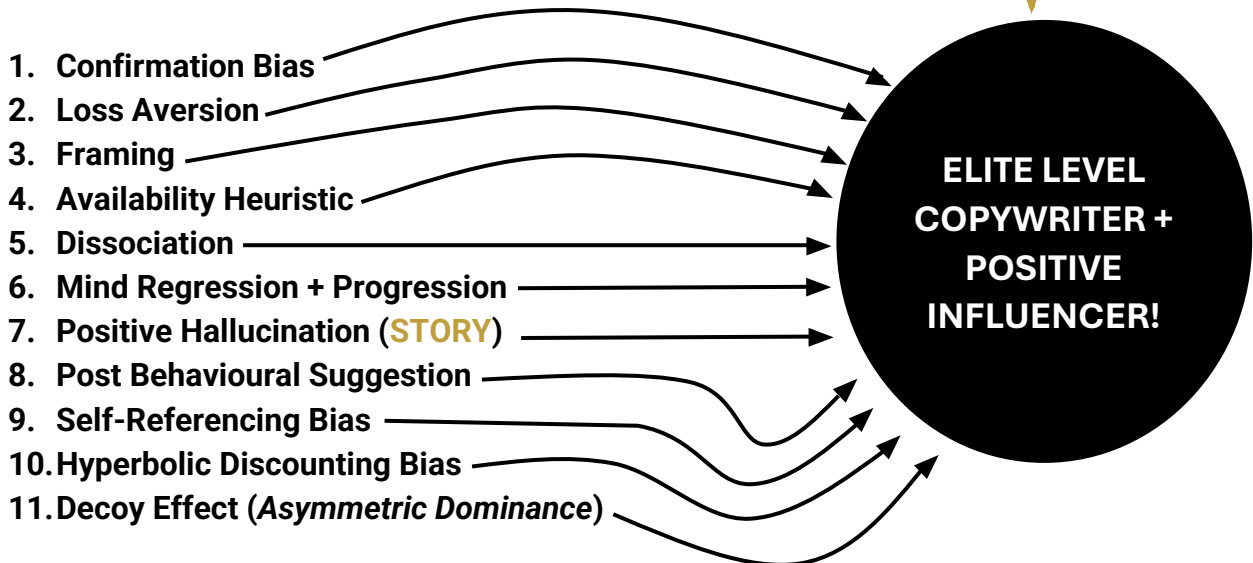 1. Confirmation Bias
2. Loss Aversion
3. Framing
4. Availability Heuristic
5. Dissociation
6. Mind Regression + Progression
7. Positive Hallucination (STORY)
8. Post Behavioural Suggestion
9. Self-Referencing Bias
10. Hyperbolic Discounting Bias
11. Decoy Effect (Asymmetric Dominance)
ELITE LEVEL
COPYWRITER +
POSITIVE
INFLUENCER!